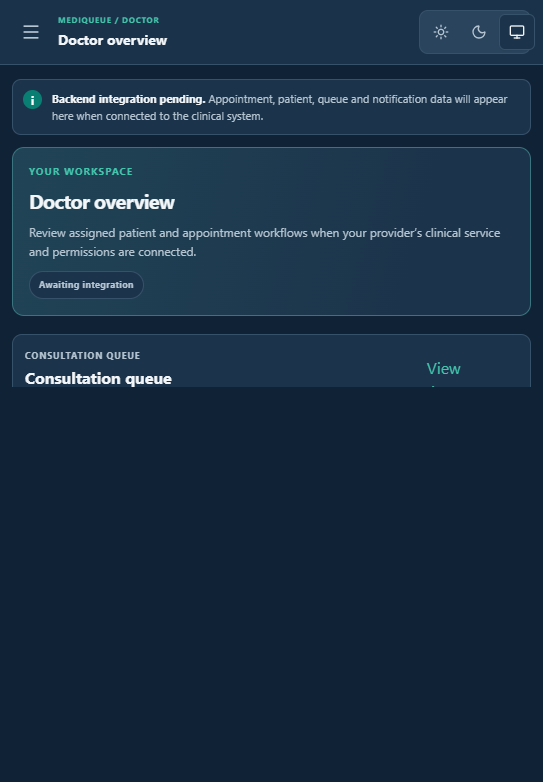 MEDIQUEUE / DOCTOR
Doctor overview
Backend integration pending. Appointment, patient, queue and notification data will appear
here when connected to the clinical system.
YOUR WORKSPACE
Doctor overview
Review assigned patient and appointment workflows when your provider's clinical service
and permissions are connected.
Awaiting integration
CONSULTATION QUEUE
Consultation queue
View